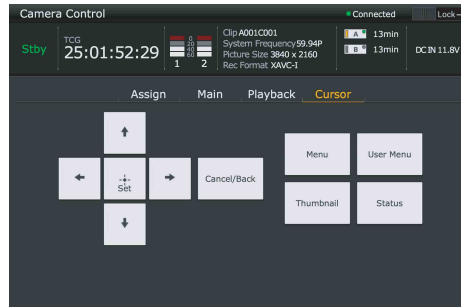 Camera Control
Connected
Lock
Stby
TCG
25:01:52:29
0
20
40
60
1 2
Clip A001C001
System Frequency 59.94P
Picture Size 3840 x 2160
Rec Format XAVC-I
A 13min
B 13min
DC IN 11.8V
Assign Main Playback Cursor
Set
Cancel/Back
Menu
User Menu
Thumbnail
Status